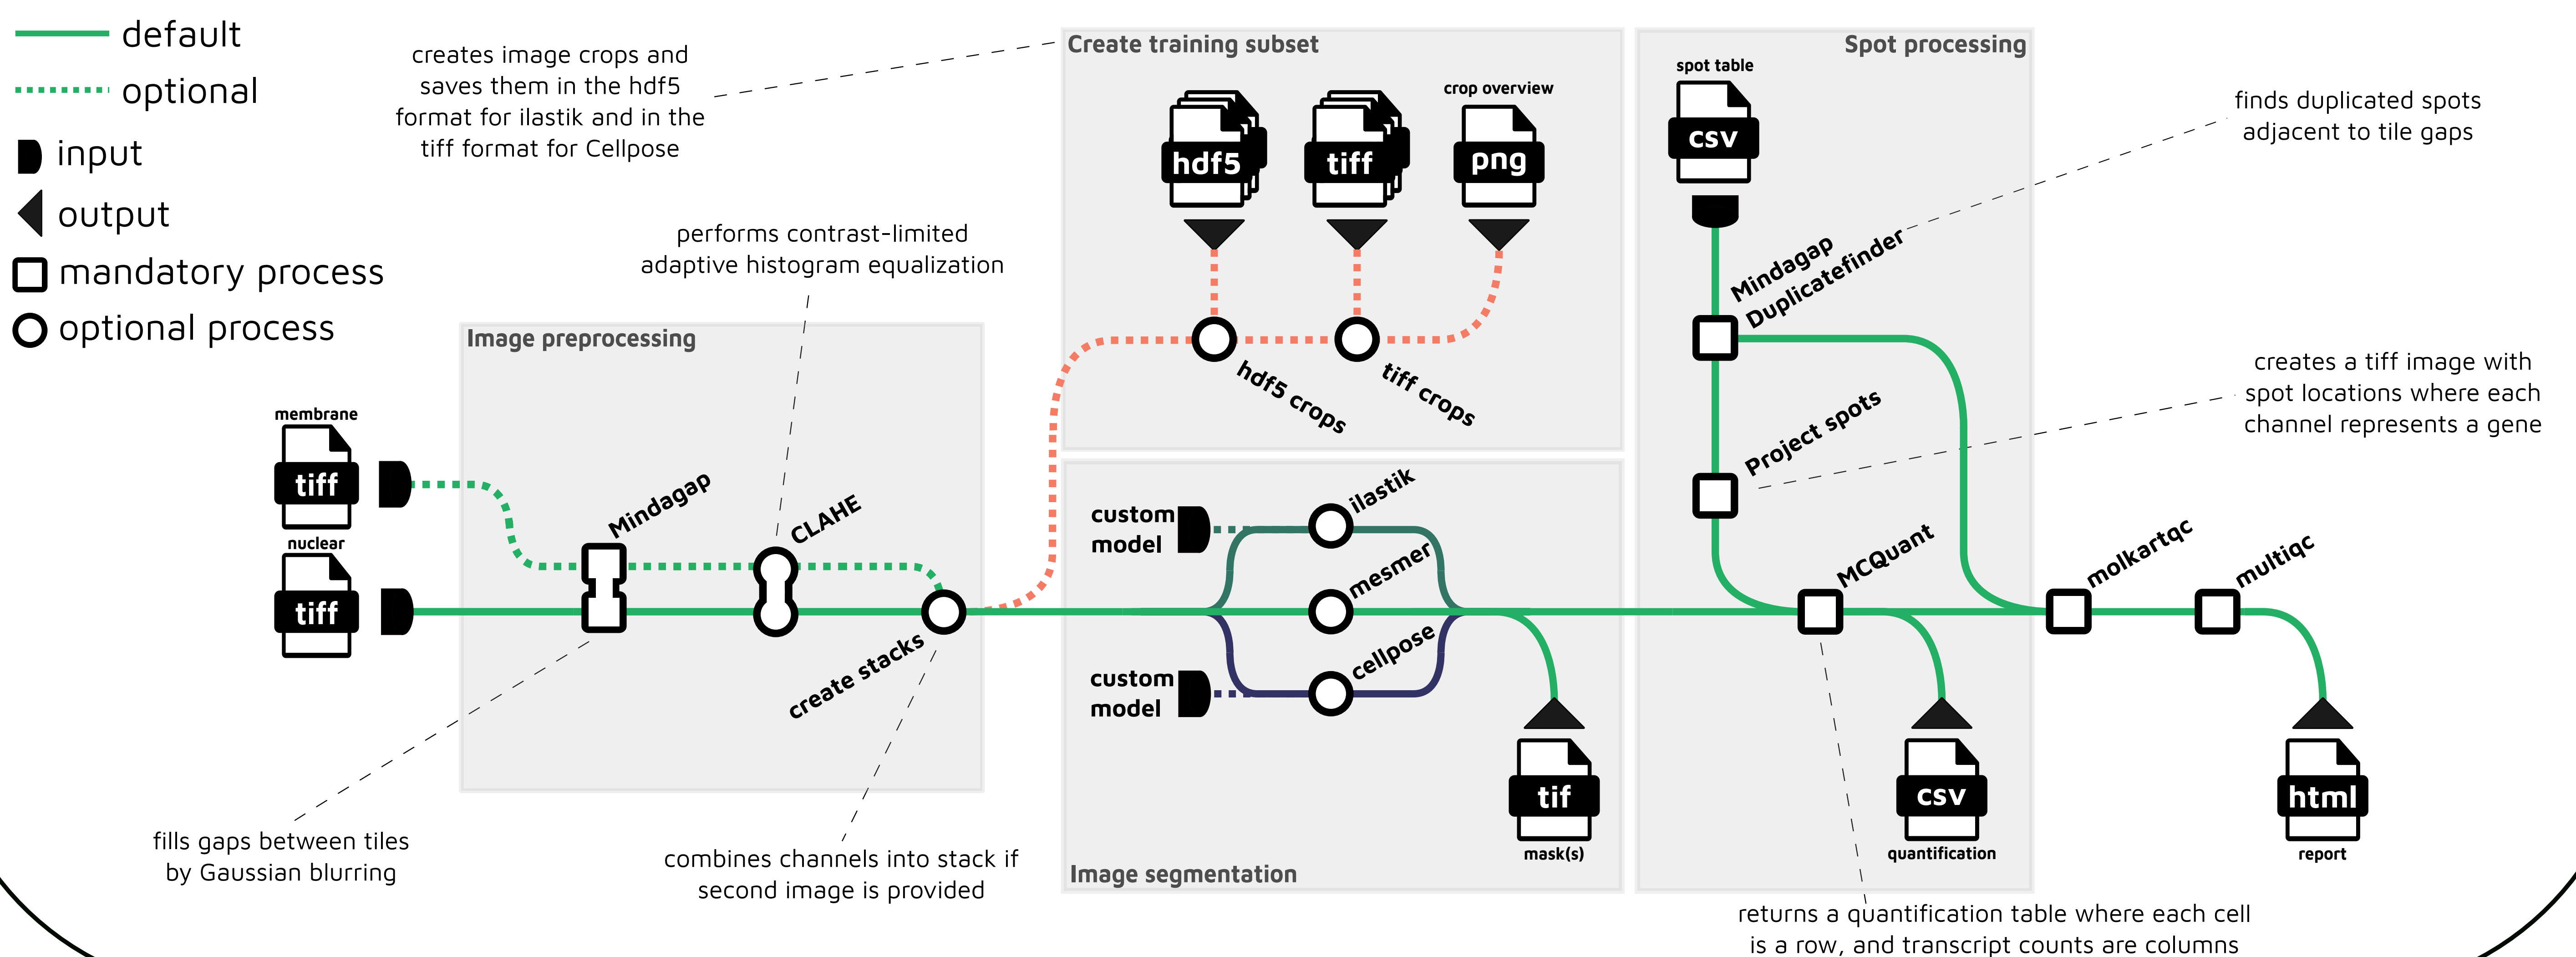 default
optional
input
output
mandatory process
optional process
creates image crops and
saves them in the hdf5
format for ilastik and in the
tiff format for Cellpose
performs contrast-limited
adaptive histogram equalization
Image preprocessing
membrane
tiff
nuclear
tiff
Mindagap
CLAHE
create stacks
fills gaps between tiles
by Gaussian blurring
combines channels into stack if
second image is provided
Create training subset
hdf5
tiff
crop overview
png
hdf5 crops
tiff crops
custom
model
ilastik
mesmer
custom
model
cellpose
tif
mask(s)
Image segmentation
Spot processing
spot table
csv
Mindagap
Duplicatefinder
Project spots
MCQuant
csv
quantification
finds duplicated spots
adjacent to tile gaps
creates a tiff image with
spot locations where each
channel represents a gene
molkartqc
multiqc
html
report
returns a quantification table where each cell
is a row, and transcript counts are columns